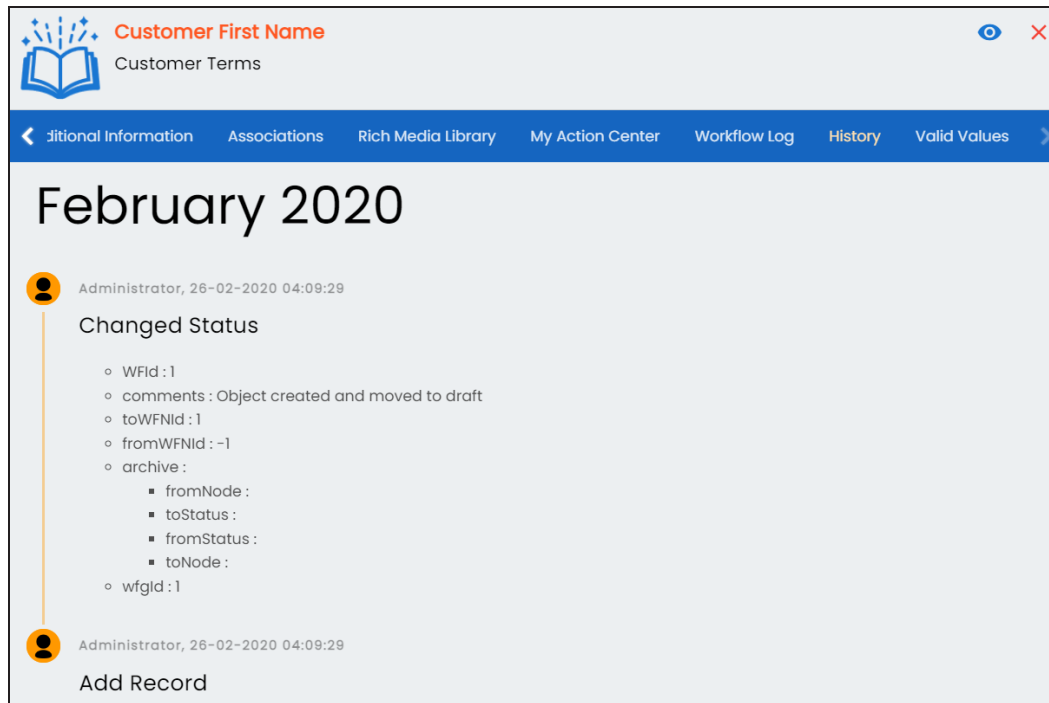 Customer First Name
Customer Terms
ditional Information Associations Rich Media Library My Action Center Workflow Log History Valid Values
February 2020
Administrator, 26-02-2020 04:09:29
Changed Status
WFId : 1
comments : Object created and moved to draft
toWFNId : 1
fromWFNId : -1
archive :
fromNode :
toStatus :
fromStatus :
toNode :
wfgId : 1
Administrator, 26-02-2020 04:09:29
Add Record